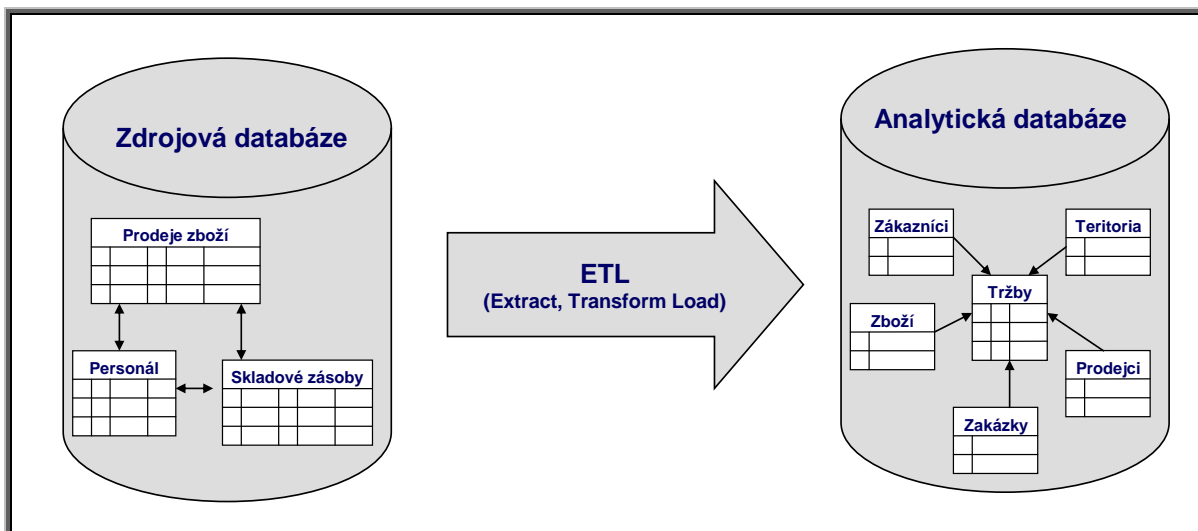 Zdrojová databáze
Prodeje zboží
Personál
Skladové zásoby
ETL
(Extract, Transform Load)
Analytická databáze
Zákazníci
Teritoria
Tržby
Zboží
Prodejci
Zakázky